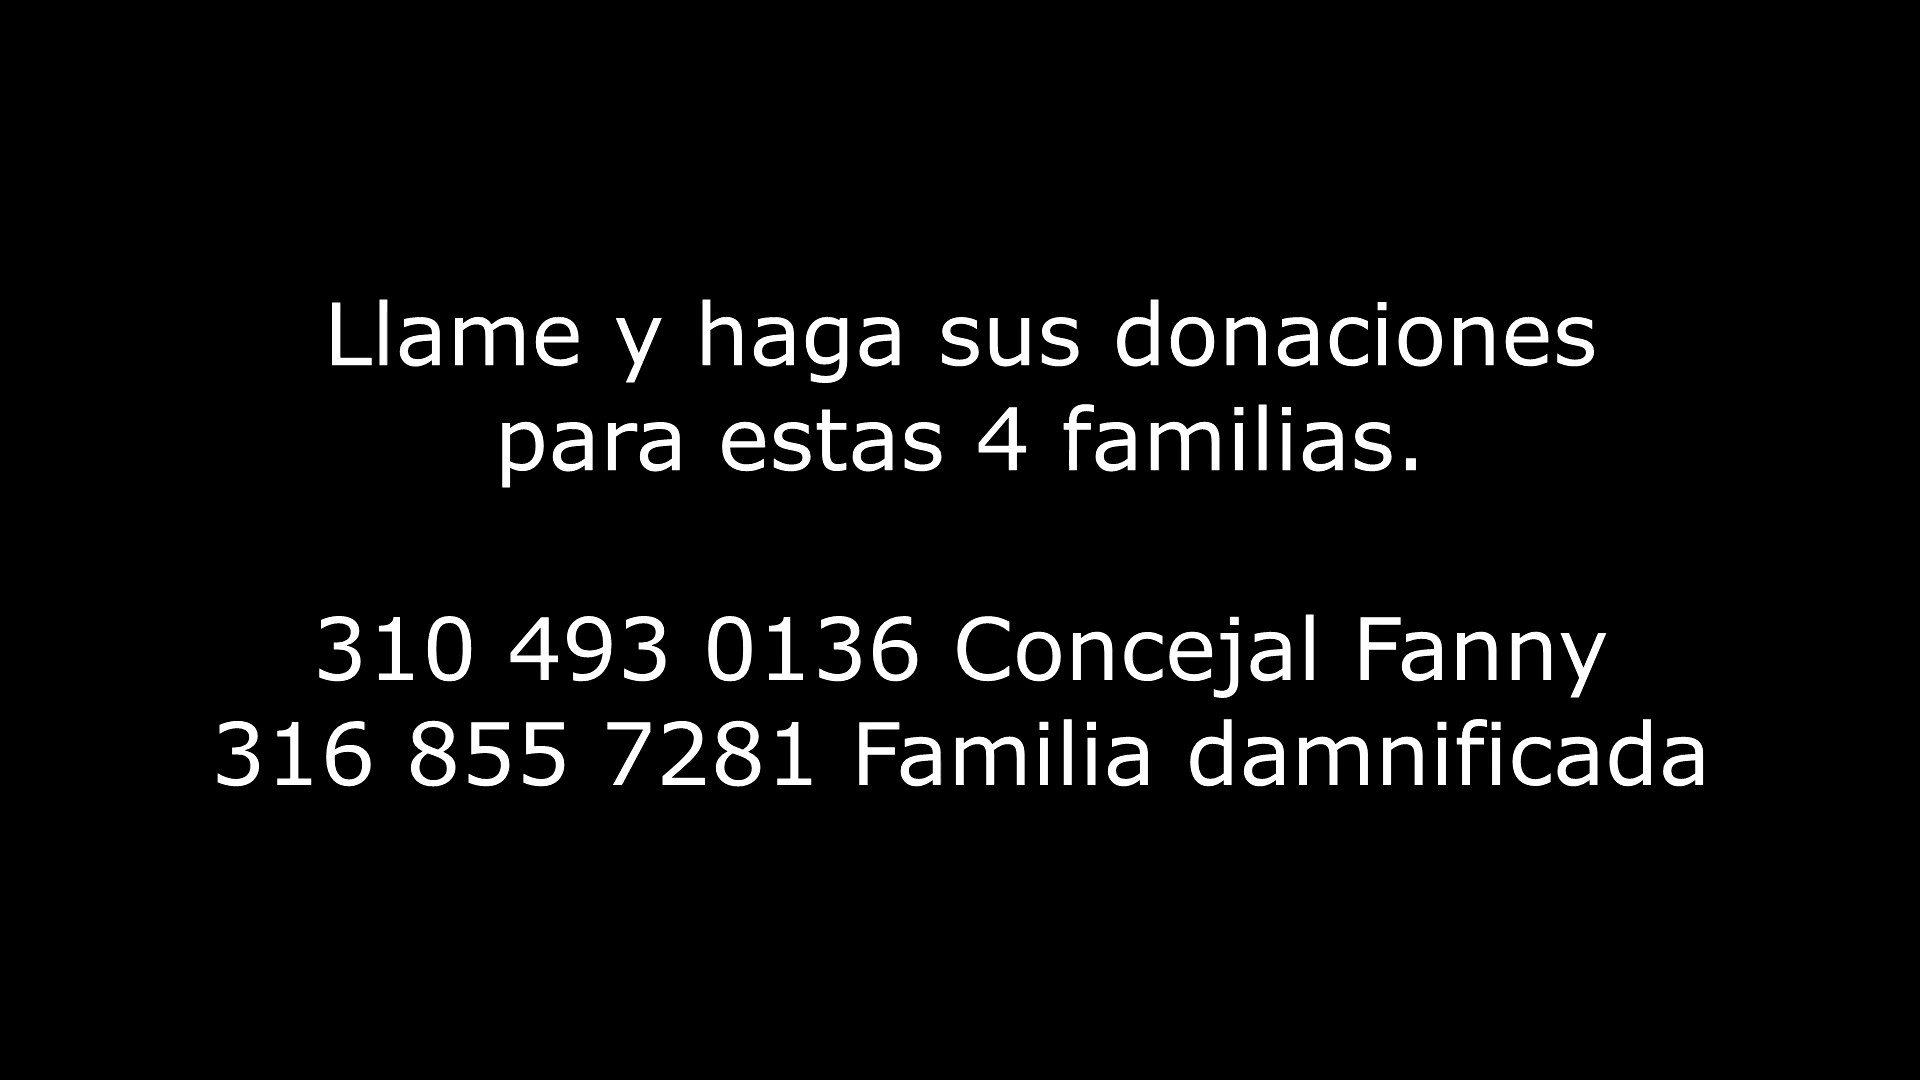 Llame y haga sus donaciones
para estas 4 familias.
310 493 0136 Concejal Fanny
316 855 7281 Familia damnificada